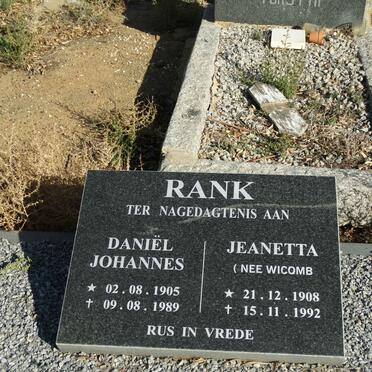 RANK
TER NAGEDAGTENIS AAN
DANIËL
JOHANNES
★ 02.08.1905
✝ 09.08.1989
JEANETTA
( NEE WICOMB
★ 21.12.1908
✝ 15.11.1992
RUS IN VREDE